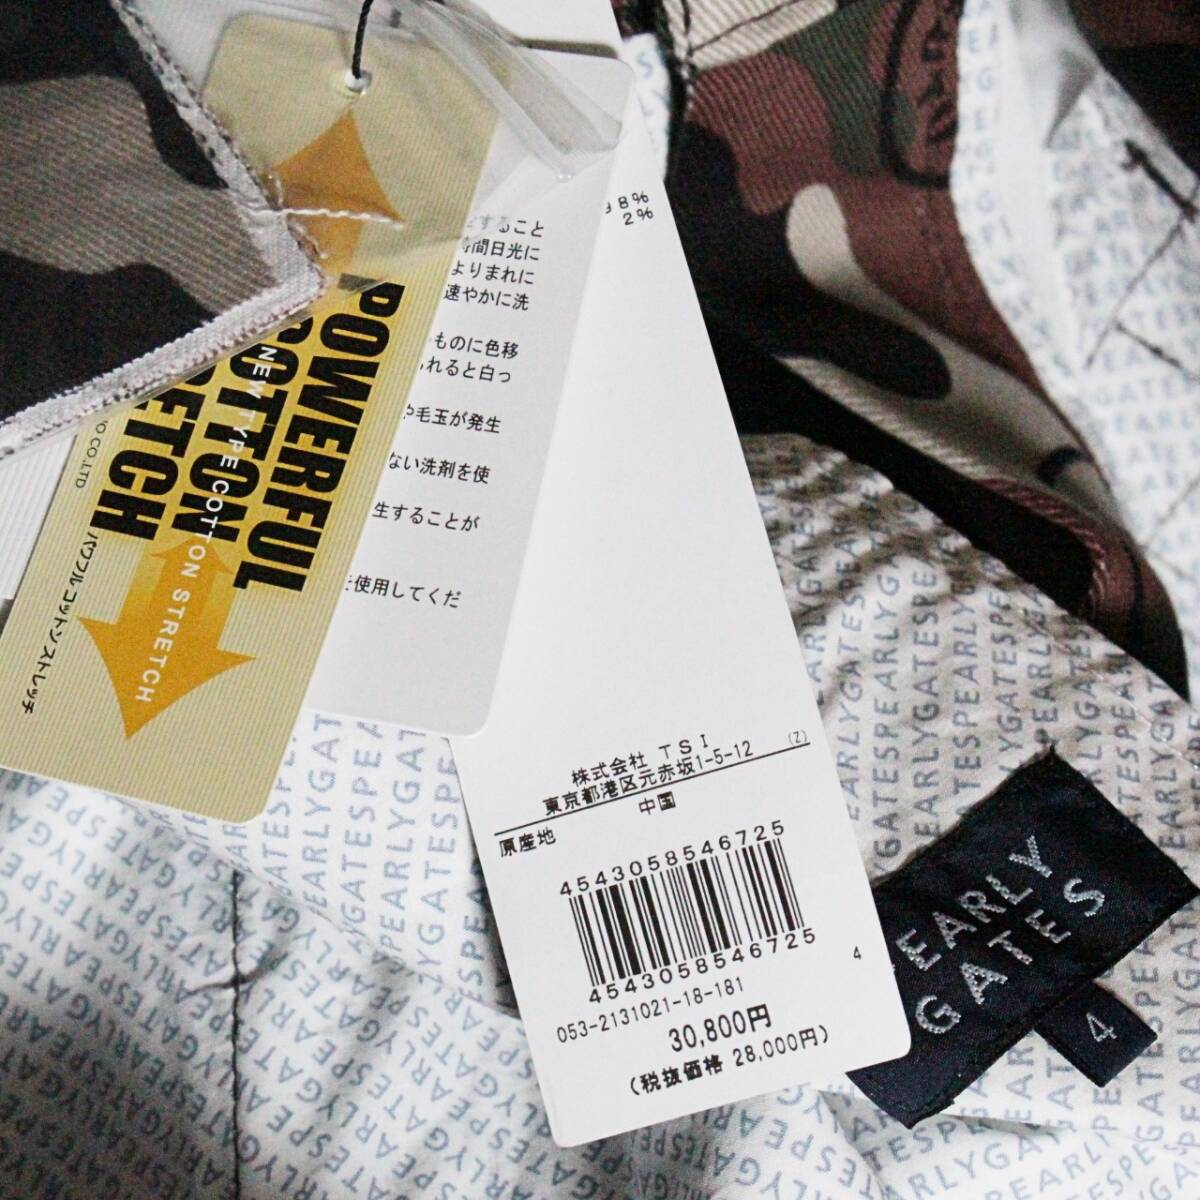 POWERFUL
COTTON
ETCH
NEW TYPE COTTON STRETCH
パワフルコットンストレッチ
CO.,LTD
すること
時間日光に
よりまれに
速やかに洗
ものに色移
れると白っ
や毛玉が発生
ない洗剤を使
生することが
使用してくだ
98%
2%
株式会社 TSI
東京都港区元赤坂1-5-12 (Z)
原産地 中国
4543058546725
4543058546725
4
053-2131021-18-181
30,800円
(税抜価格 28,000円)
PEARLY
GATES
4
PEARLYGATES